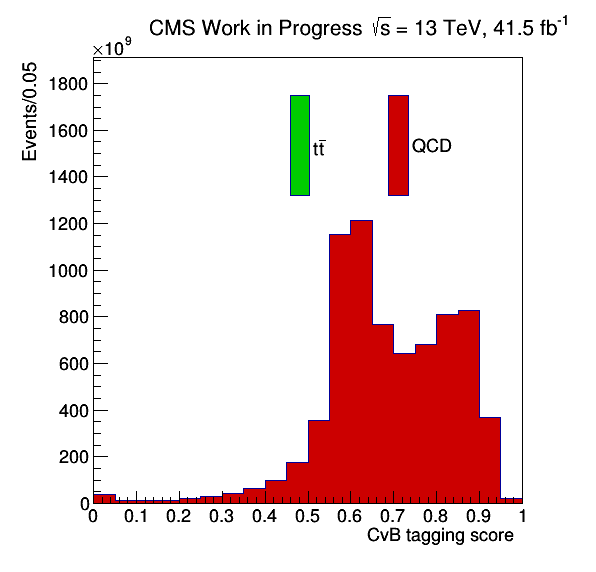 CMS Work in Progress √s = 13 TeV, 41.5 fb⁻¹
×10⁹
Events/0.05
1800
1600
1400
1200
1000
800
600
400
200
0
tt̅
QCD
0 0.1 0.2 0.3 0.4 0.5 0.6 0.7 0.8 0.9 1
CvB tagging score